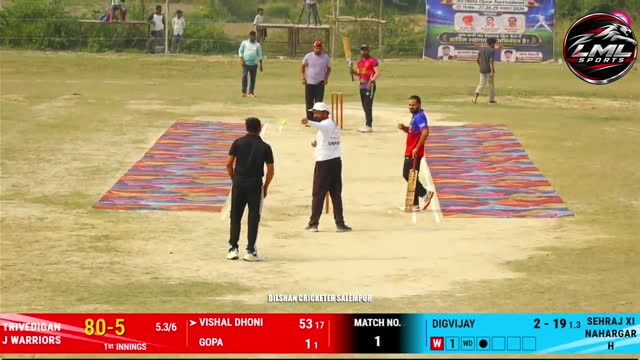 LML
SPORTS
DILSHAN CRICKETER SALEMPUR
TRIVEDIGAN
J WARRIORS
80-5
5.3/6
1ST INNINGS
VISHAL DHONI
53 17
GOPA
1 1
MATCH NO.
1
DIGVIJAY
W 1 WD
2 - 19 1.3
SEHRAJ XI
NAHARGAR
H